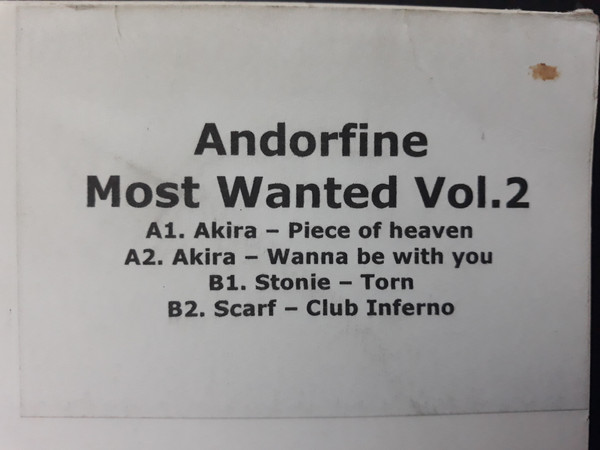 Andorfine
Most Wanted Vol.2
A1. Akira – Piece of heaven
A2. Akira – Wanna be with you
B1. Stonie – Torn
B2. Scarf – Club Inferno